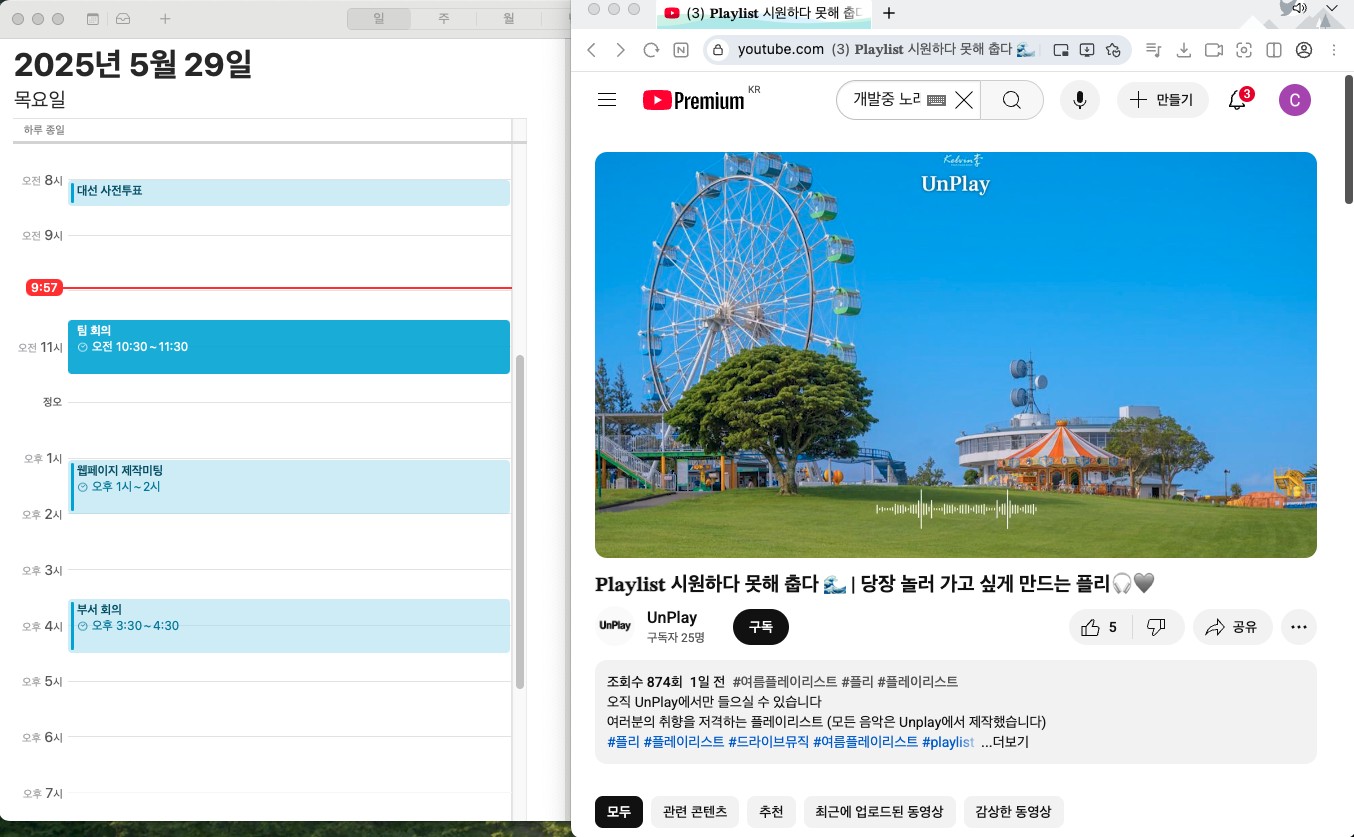 일
주
월
2025년 5월 29일
목요일
하루 종일
오전 8시
대선 사전투표
오전 9시
9:57
팀 회의
오전 10:30~11:30
오전 11시
정오
오후 1시
웹페이지 제작미팅
오후 1시~2시
오후 2시
오후 3시
부서 회의
오후 3:30~4:30
오후 4시
오후 5시
오후 6시
오후 7시
(3) Playlist 시원하다 못해 춥
youtube.com (3) Playlist 시원하다 못해 춥다 🌊
Premium KR
개발중 노래
만들기
3
C
Kelvin李
UnPlay
Playlist 시원하다 못해 춥다 🌊 | 당장 놀러 가고 싶게 만드는 플리🎧🖤
UnPlay
UnPlay
구독자 25명
구독
5
공유
조회수 874회 1일 전 #여름플레이리스트 #플리 #플레이리스트
오직 UnPlay에서만 들으실 수 있습니다
여러분의 취향을 저격하는 플레이리스트 (모든 음악은 Unplay에서 제작했습니다)
#플리 #플레이리스트 #드라이브뮤직 #여름플레이리스트 #playlist ...더보기
모두
관련 콘텐츠
추천
최근에 업로드된 동영상
감상한 동영상